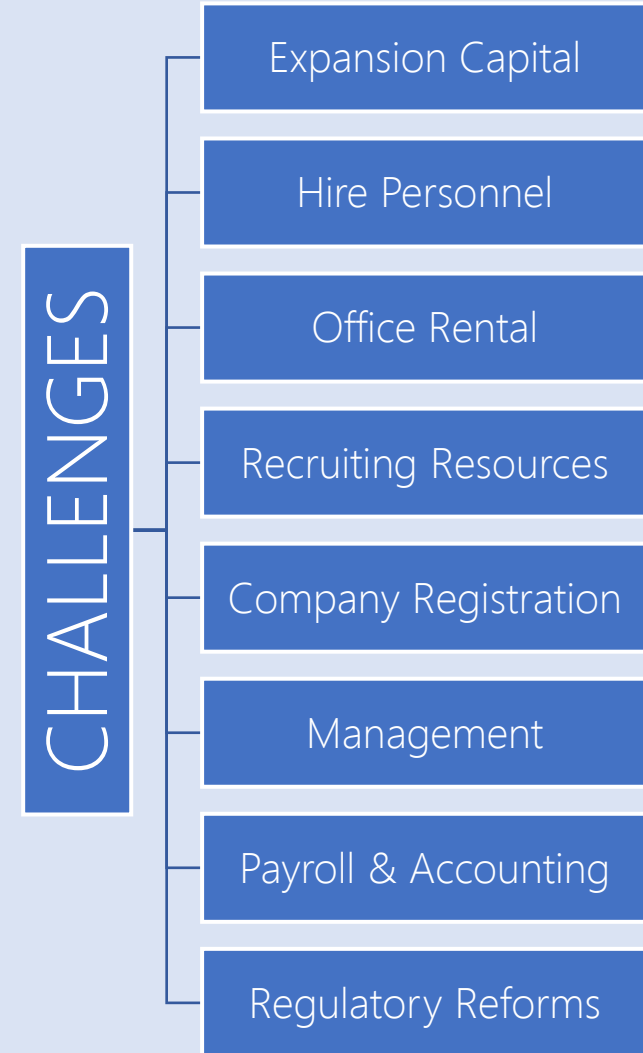 CHALLENGES
Expansion Capital
Hire Personnel
Office Rental
Recruiting Resources
Company Registration
Management
Payroll & Accounting
Regulatory Reforms